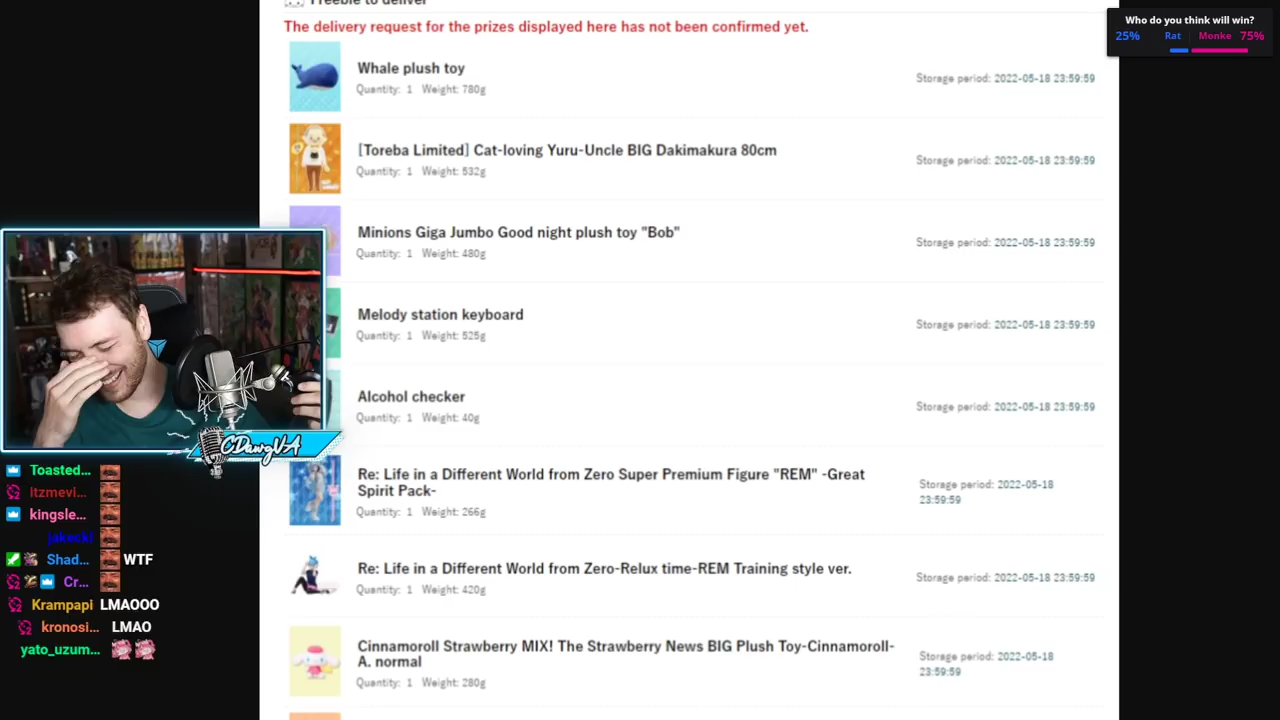 Freebie to deliver
The delivery request for the prizes displayed here has not been confirmed yet.
Who do you think will win?
25% Rat Monke 75%
Whale plush toy
Quantity: 1 Weight: 780g
Storage period: 2022-05-18 23:59:59
[Toreba Limited] Cat-loving Yuru-Uncle BIG Dakimakura 80cm
Quantity: 1 Weight: 532g
Storage period: 2022-05-18 23:59:59
Minions Giga Jumbo Good night plush toy "Bob"
Quantity: 1 Weight: 480g
Storage period: 2022-05-18 23:59:59
Melody station keyboard
Quantity: 1 Weight: 525g
Storage period: 2022-05-18 23:59:59
Alcohol checker
Quantity: 1 Weight: 40g
Storage period: 2022-05-18 23:59:59
Re: Life in a Different World from Zero Super Premium Figure "REM" -Great
Spirit Pack-
Quantity: 1 Weight: 266g
Storage period: 2022-05-18
23:59:59
Re: Life in a Different World from Zero-Relux time-REM Training style ver.
Quantity: 1 Weight: 420g
Storage period: 2022-05-18 23:59:59
Cinnamoroll Strawberry MIX! The Strawberry News BIG Plush Toy-Cinnamoroll-
A. normal
Quantity: 1 Weight: 280g
Storage period: 2022-05-18
23:59:59
CDawgVA
Toasted...
Itzmevi...
kingsle...
Shad... WTF
Cr...
Krampapi LMAOOO
kronosi... LMAO
yato_uzum...